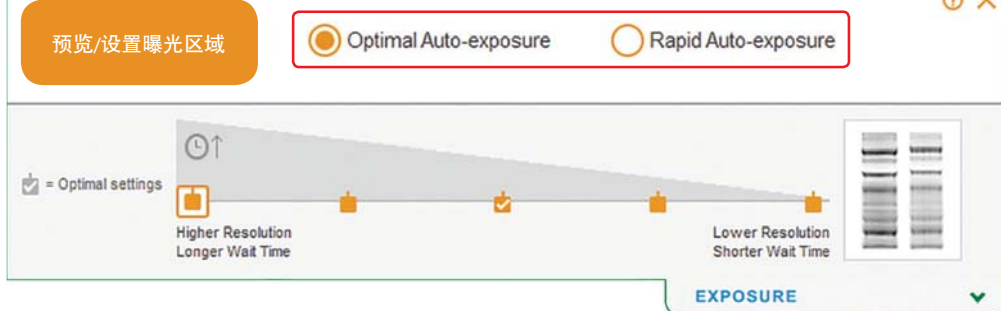 预览/设置曝光区域
Optimal Auto-exposure
Rapid Auto-exposure
= Optimal settings
Higher Resolution
Longer Wait Time
Lower Resolution
Shorter Wait Time
EXPOSURE